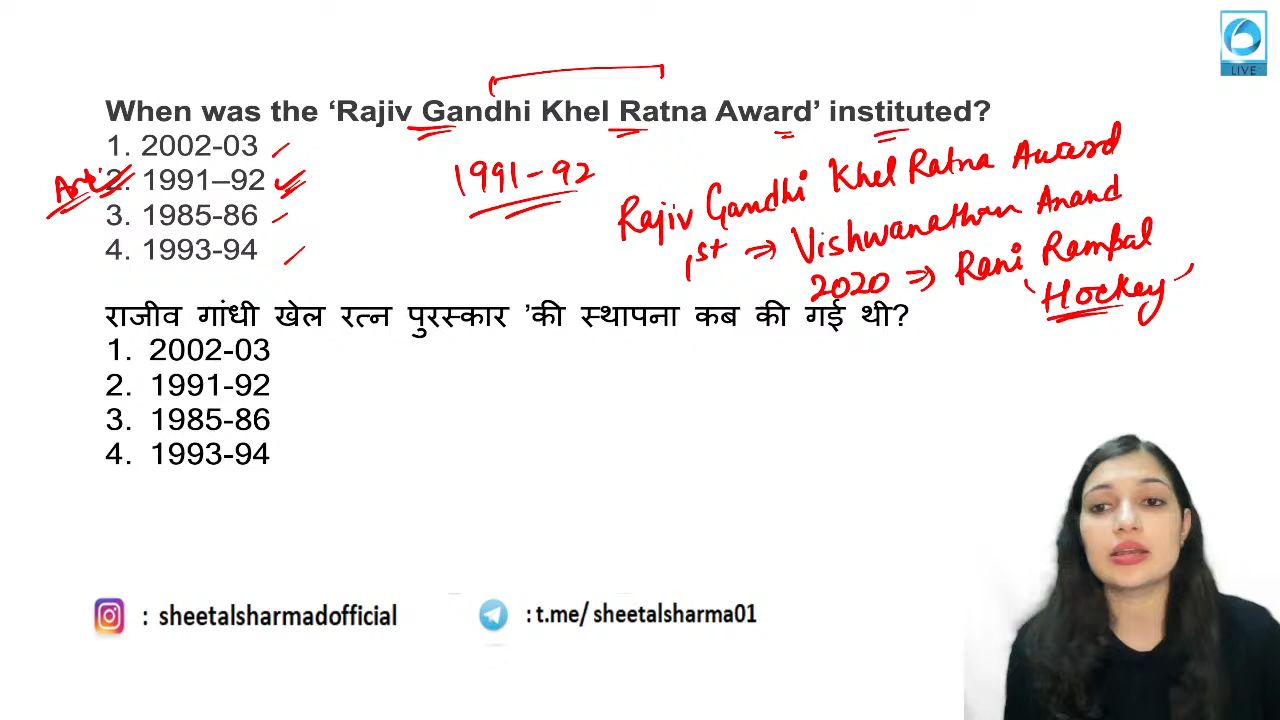 LIVE
When was the ‘Rajiv Gandhi Khel Ratna Award’ instituted?
1. 2002-03
2. 1991–92
3. 1985-86
4. 1993-94
1991-92
Rajiv Gandhi Khel Ratna Award
1st ⇒ Vishwanathan Anand
2020 ⇒ Rani Rampal
'Hockey'
राजीव गांधी खेल रत्न पुरस्कार ’की स्थापना कब की गई थी?
1. 2002-03
2. 1991-92
3. 1985-86
4. 1993-94
: sheetalsharmadofficial
: t.me/ sheetalsharma01